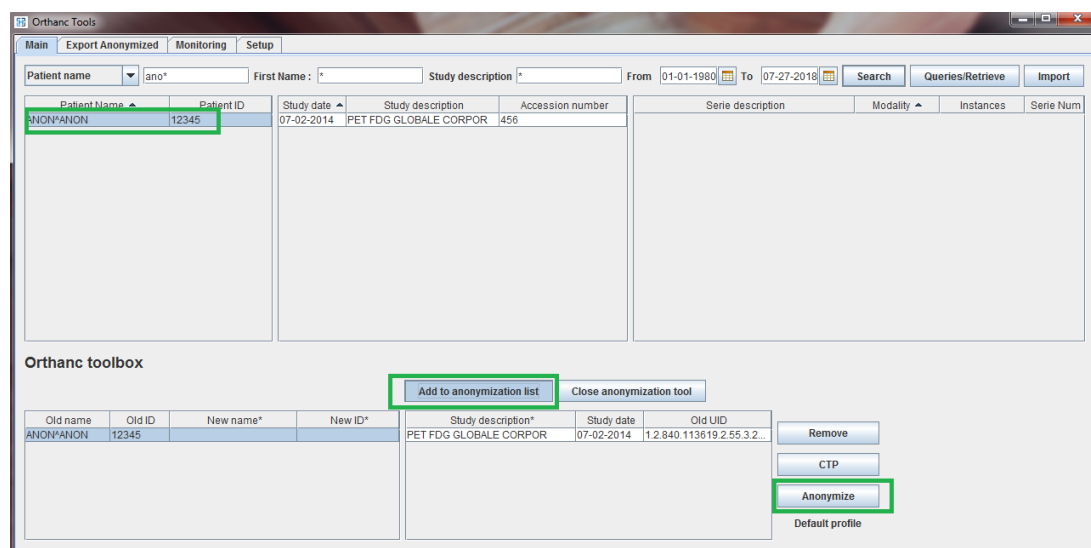 Orthanc Tools
Main Export Anonymized Monitoring Setup
Patient name ano* First Name : * Study description * From 01-01-1980 To 07-27-2018 Search Queries/Retrieve Import
Patient Name Patient ID Study date Study description Accession number Serie description Modality Instances Serie Num
ANON^ANON 12345 07-02-2014 PET FDG GLOBALE CORPOR 456
Orthanc toolbox
Add to anonymization list Close anonymization tool
Old name Old ID New name* New ID* Study description* Study date Old UID
ANON^ANON 12345 PET FDG GLOBALE CORPOR 07-02-2014 1.2.840.113619.2.55.3.2...
Remove
CTP
Anonymize
Default profile